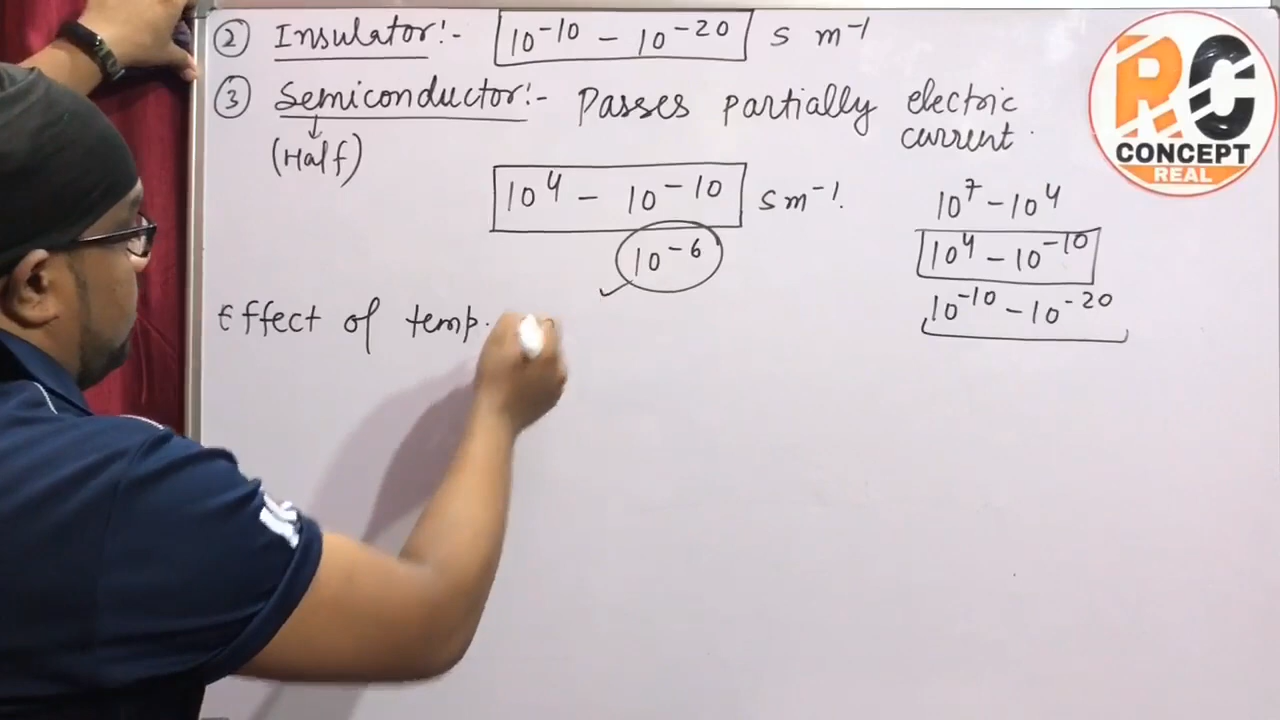 ② Insulator:- 10⁻¹⁰ - 10⁻²⁰ s m⁻¹
③ Semiconductor:- Passes partially electric
current.
(Half)
10⁴ - 10⁻¹⁰ s m⁻¹.
10⁻⁶
10⁷ - 10⁴
10⁴ - 10⁻¹⁰
10⁻¹⁰ - 10⁻²⁰
Effect of temp.
RC
CONCEPT
REAL